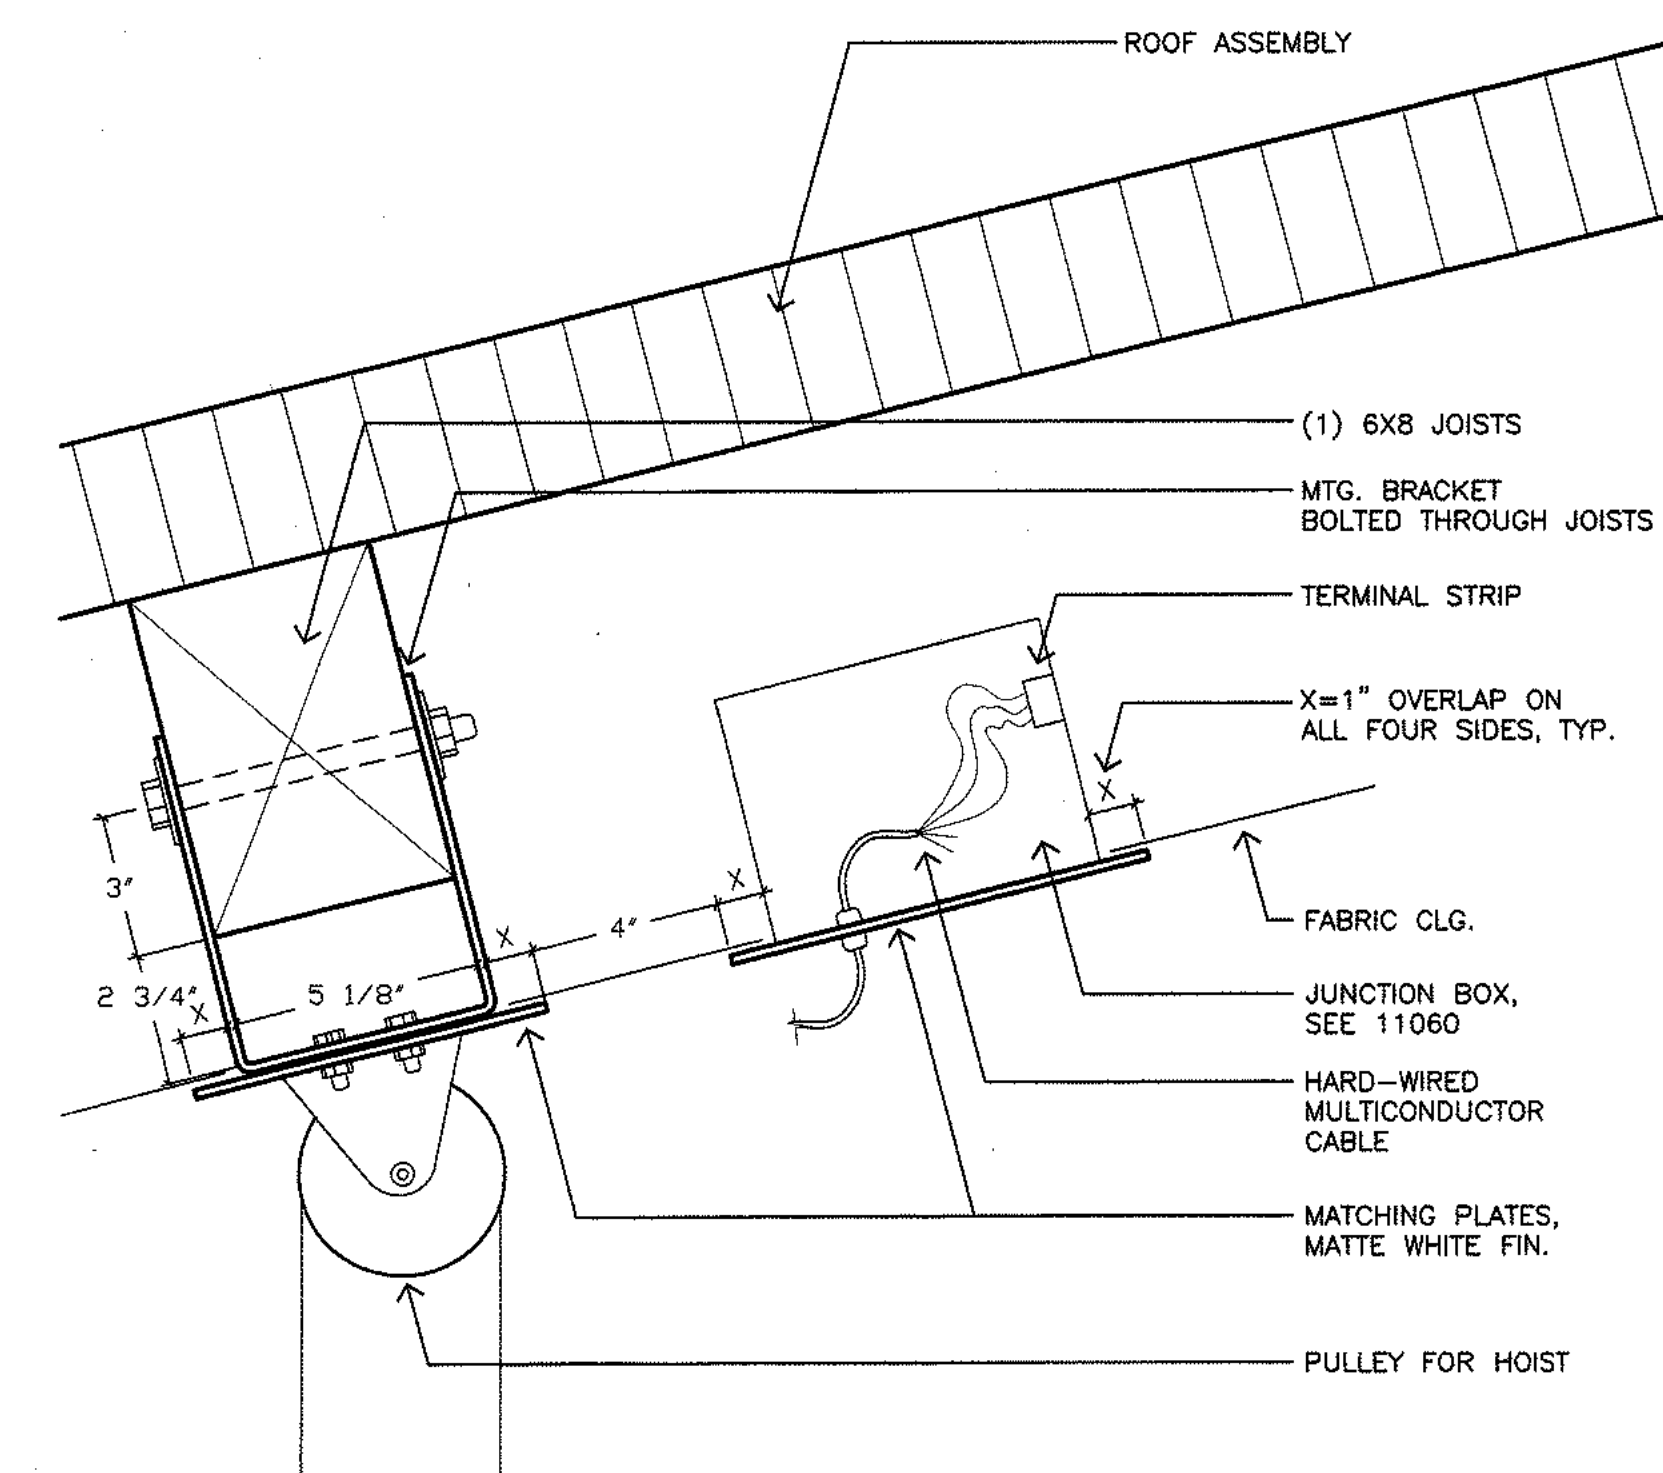 ROOF ASSEMBLY
(1) 6X8 JOISTS
MTG. BRACKET
BOLTED THROUGH JOISTS
TERMINAL STRIP
X=1" OVERLAP ON
ALL FOUR SIDES, TYP.
X
X
3"
4"
X
FABRIC CLG.
2 3/4"
X
5 1/8"
JUNCTION BOX,
SEE 11060
HARD-WIRED
MULTICONDUCTOR
CABLE
MATCHING PLATES,
MATTE WHITE FIN.
PULLEY FOR HOIST